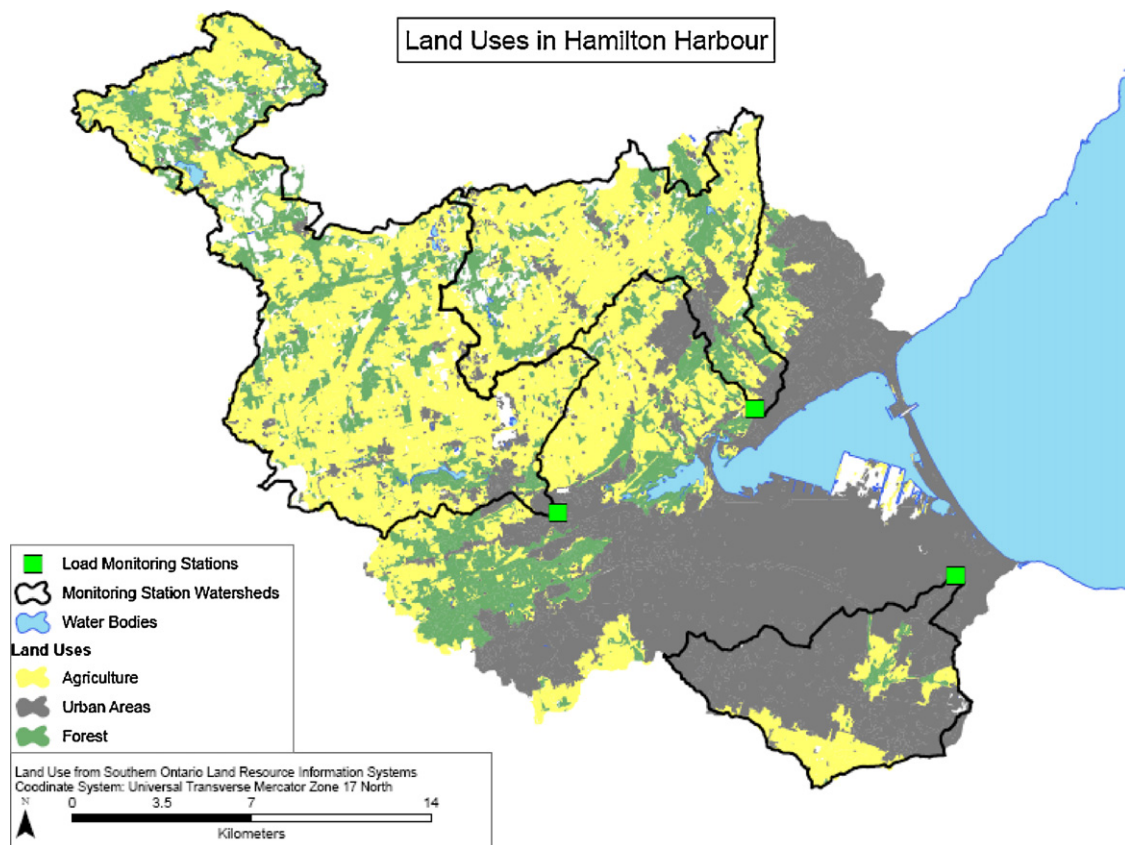 Land Uses in Hamilton Harbour
Load Monitoring Stations
Monitoring Station Watersheds
Water Bodies
Land Uses
Agriculture
Urban Areas
Forest
Land Use from Southern Ontario Land Resource Information Systems
Coodinate System: Universal Transverse Mercator Zone 17 North
N
0 3.5 7 14
Kilometers